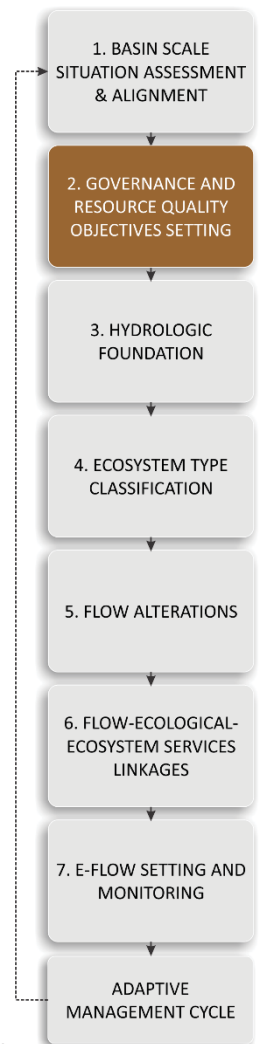 1. BASIN SCALE
SITUATION ASSESSMENT
& ALIGNMENT
2. GOVERNANCE AND
RESOURCE QUALITY
OBJECTIVES SETTING
3. HYDROLOGIC
FOUNDATION
4. ECOSYSTEM TYPE
CLASSIFICATION
5. FLOW ALTERATIONS
6. FLOW-ECOLOGICAL-
ECOSYSTEM SERVICES
LINKAGES
7. E-FLOW SETTING AND
MONITORING
ADAPTIVE
MANAGEMENT CYCLE